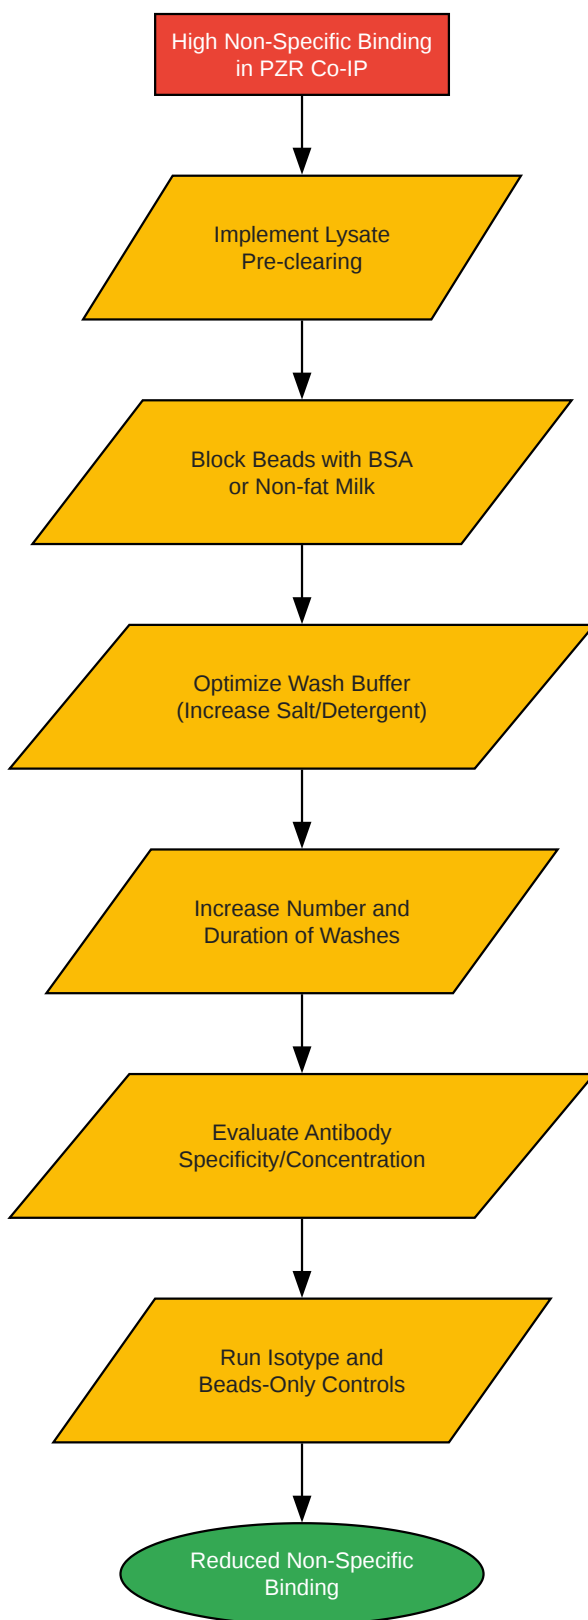 High Non-Specific Binding
in PZR Co-IP
Implement Lysate
Pre-clearing
Block Beads with BSA
or Non-fat Milk
Optimize Wash Buffer
(Increase Salt/Detergent)
Increase Number and
Duration of Washes
Evaluate Antibody
Specificity/Concentration
Run Isotype and
Beads-Only Controls
Reduced Non-Specific
Binding